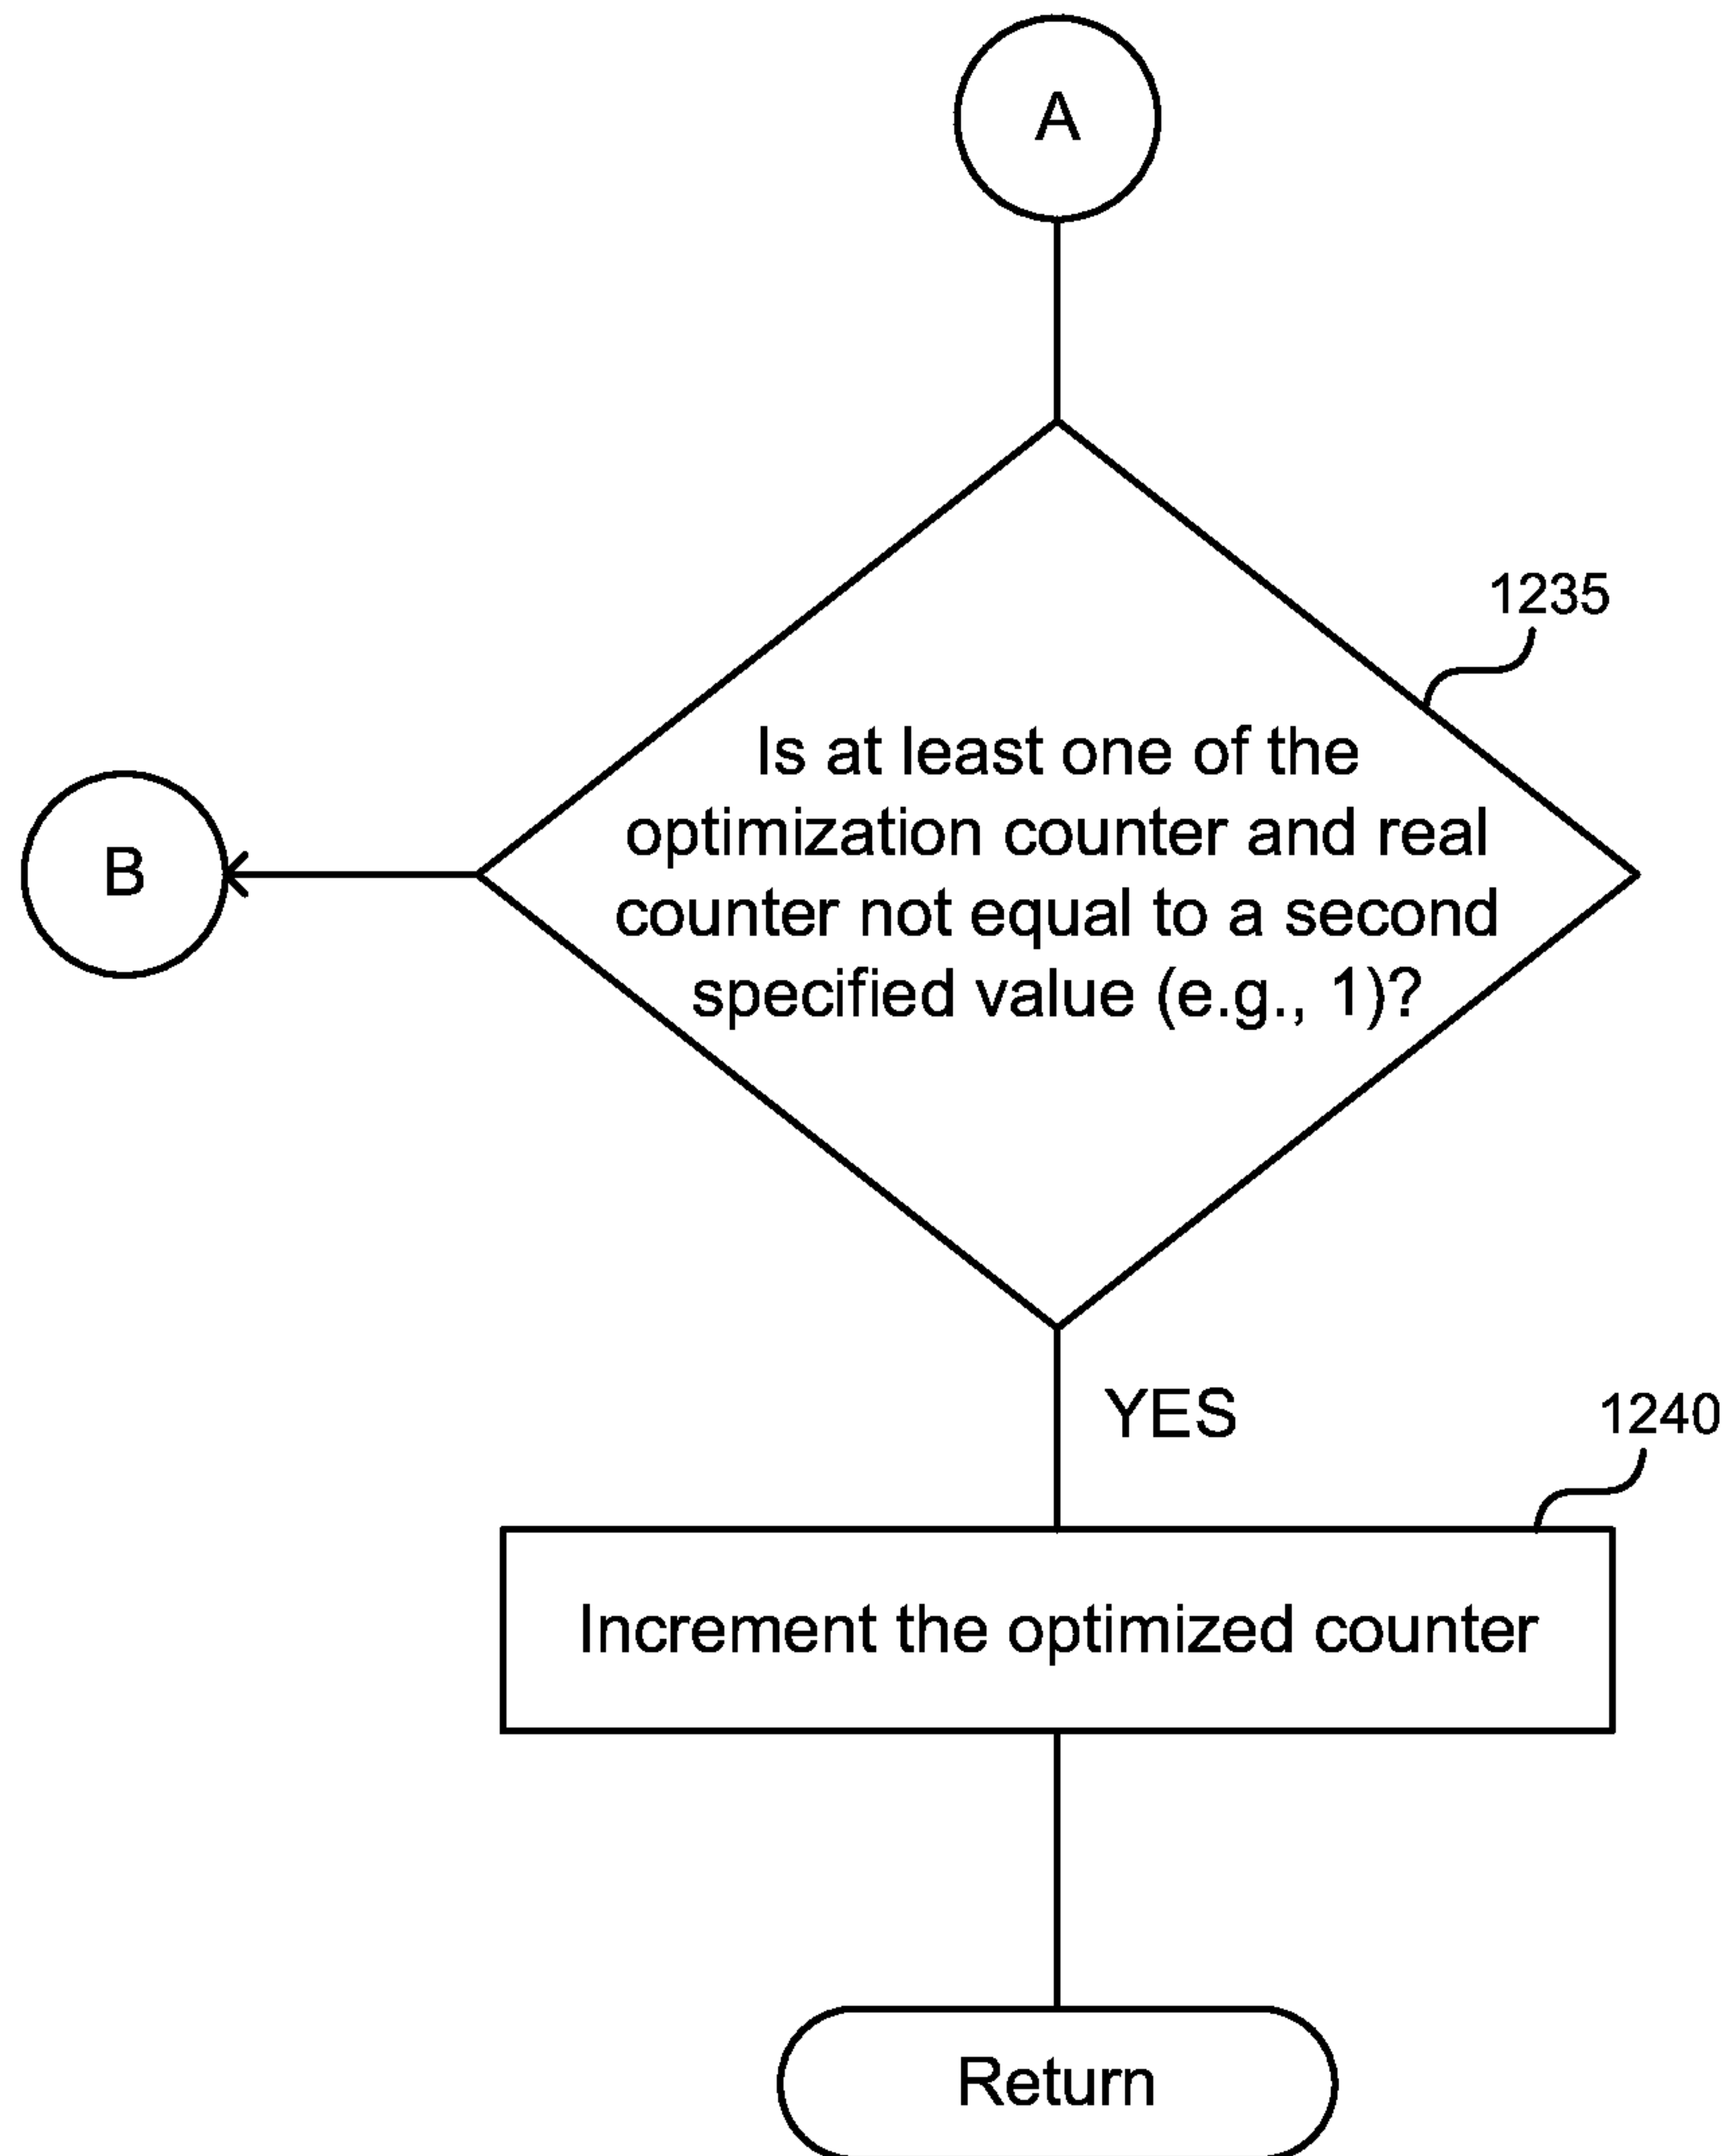 A
1235
Is at least one of the
optimization counter and real
counter not equal to a second
specified value (e.g., 1)?
B
YES
1240
Increment the optimized counter
Return